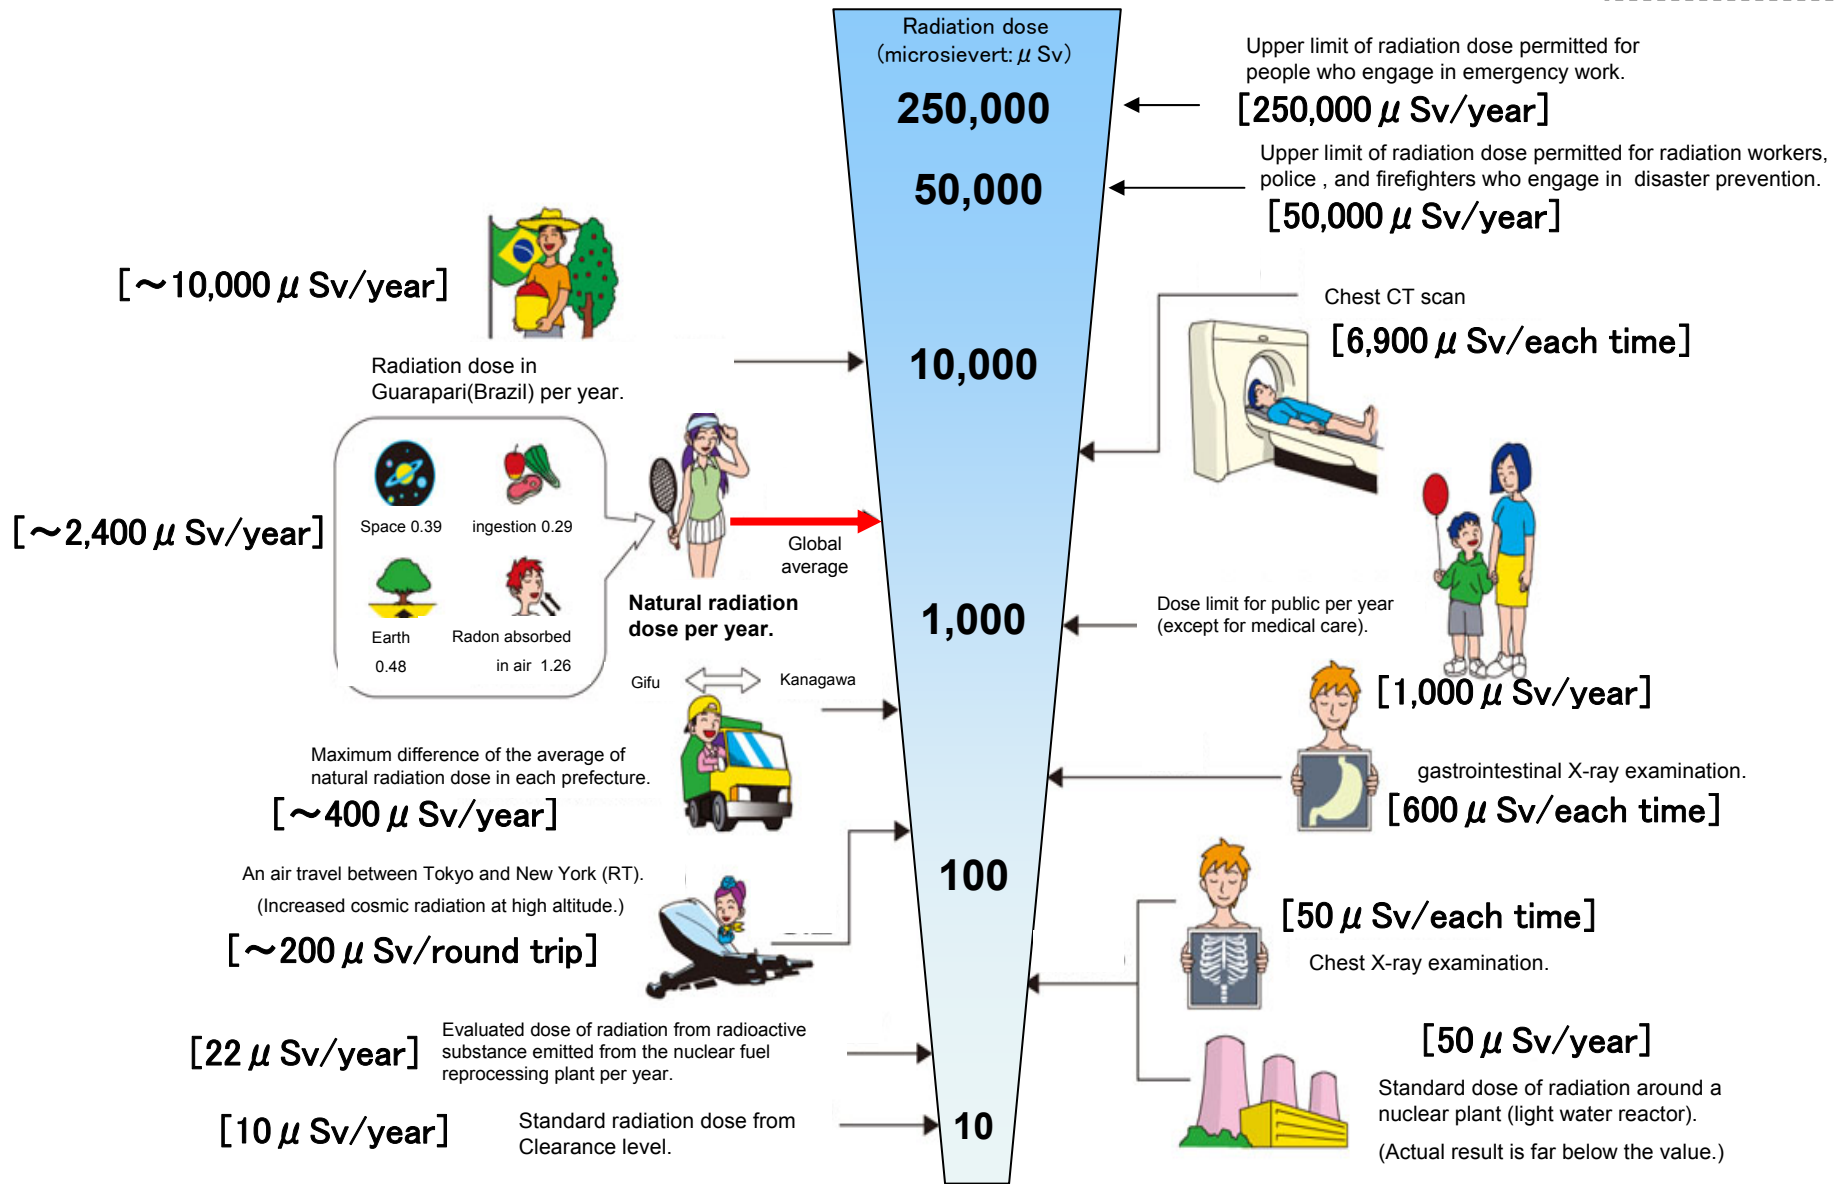 Radiation dose
(microsievert: μ Sv)
250,000
50,000
10,000
1,000
100
10
Upper limit of radiation dose permitted for
people who engage in emergency work.
[250,000 μ Sv/year]
Upper limit of radiation dose permitted for radiation workers,
police , and firefighters who engage in disaster prevention.
[50,000 μ Sv/year]
[~10,000 μ Sv/year]
Radiation dose in
Guarapari(Brazil) per year.
Chest CT scan
[6,900 μ Sv/each time]
[~2,400 μ Sv/year]
Space 0.39
ingestion 0.29
Earth
0.48
Radon absorbed
in air 1.26
Global
average
Natural radiation
dose per year.
Dose limit for public per year
(except for medical care).
[1,000 μ Sv/year]
Gifu
Kanagawa
Maximum difference of the average of
natural radiation dose in each prefecture.
[~400 μ Sv/year]
gastrointestinal X-ray examination.
[600 μ Sv/each time]
An air travel between Tokyo and New York (RT).
(Increased cosmic radiation at high altitude.)
[~200 μ Sv/round trip]
[50 μ Sv/each time]
Chest X-ray examination.
[22 μ Sv/year]
Evaluated dose of radiation from radioactive
substance emitted from the nuclear fuel
reprocessing plant per year.
[50 μ Sv/year]
Standard dose of radiation around a
nuclear plant (light water reactor).
(Actual result is far below the value.)
[10 μ Sv/year]
Standard radiation dose from
Clearance level.